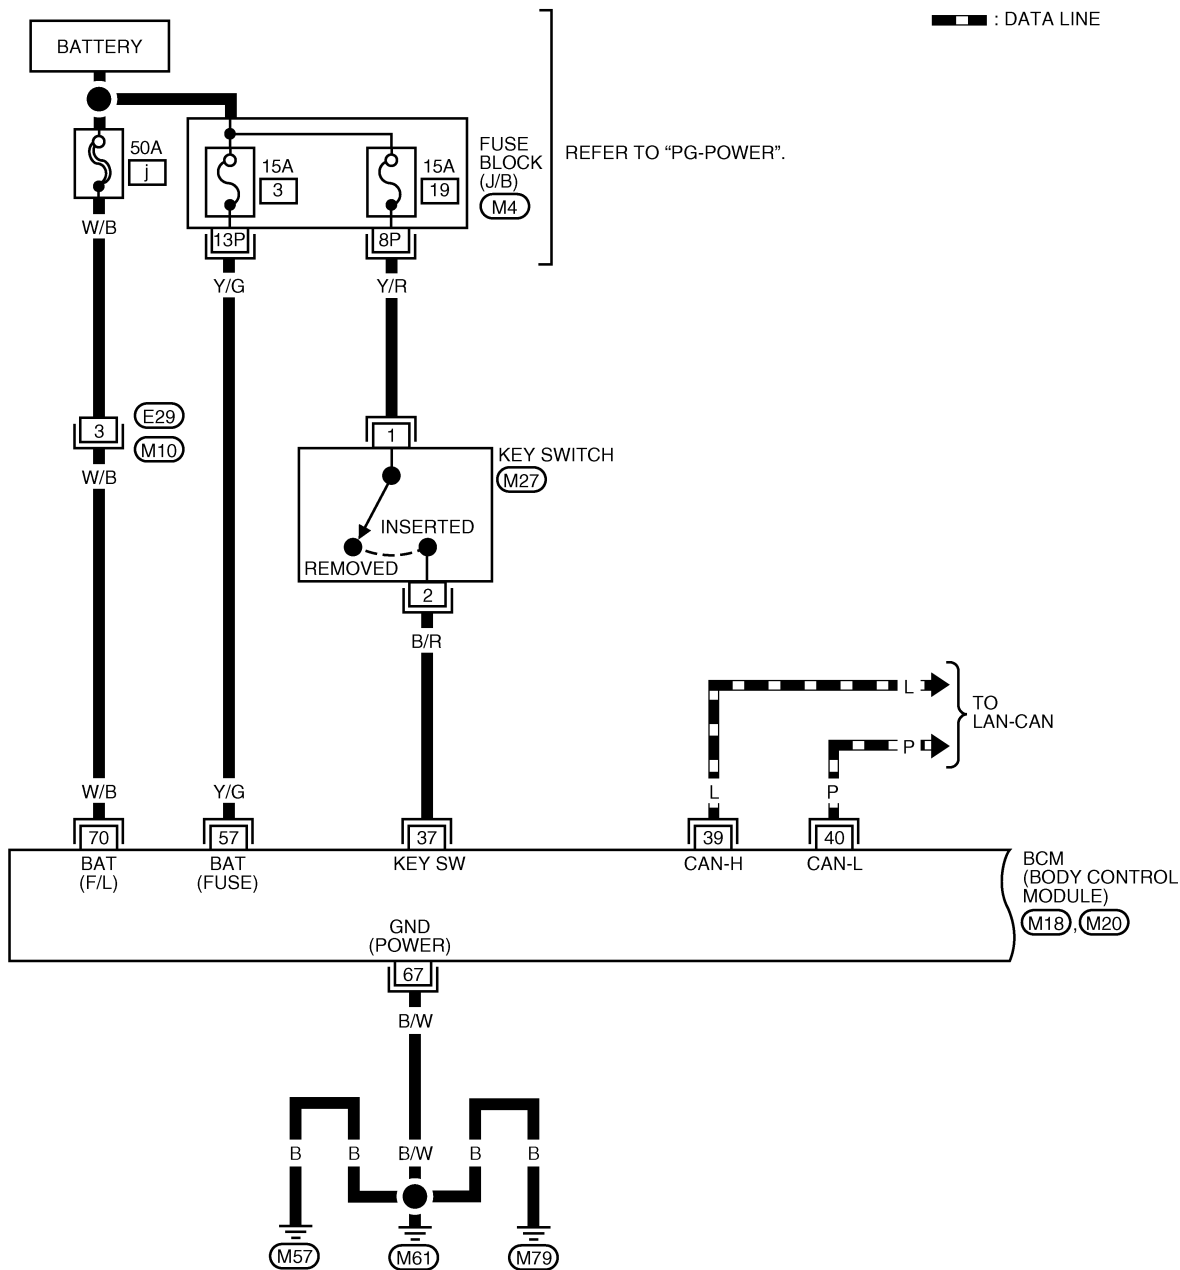 : DATA LINE
BATTERY
50A
j
15A
3
15A
19
FUSE
BLOCK
(J/B)
M4
REFER TO “PG-POWER”.
W/B
13P
8P
Y/G
Y/R
3
E29
M10
W/B
1
KEY SWITCH
M27
INSERTED
REMOVED
2
B/R
L
P
TO
LAN-CAN
W/B
Y/G
L
P
70
57
37
39
40
BAT
(F/L)
BAT
(FUSE)
KEY SW
CAN-H
CAN-L
BCM
(BODY CONTROL
MODULE)
M18 , M20
GND
(POWER)
67
B/W
B
B
B/W
B
B
M57
M61
M79